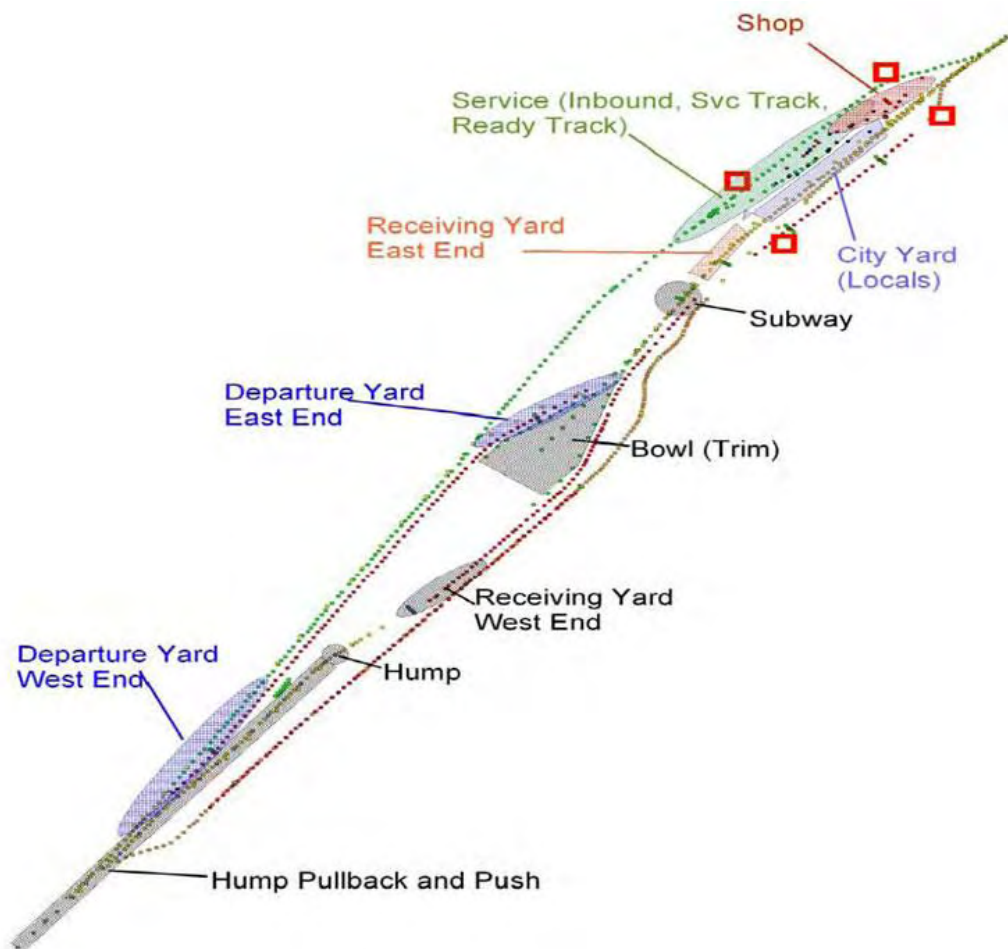 Shop
Service (Inbound, Svc Track,
Ready Track)
Receiving Yard
East End
City Yard
(Locals)
Subway
Departure Yard
East End
Bowl (Trim)
Receiving Yard
West End
Departure Yard
West End
Hump
Hump Pullback and Push